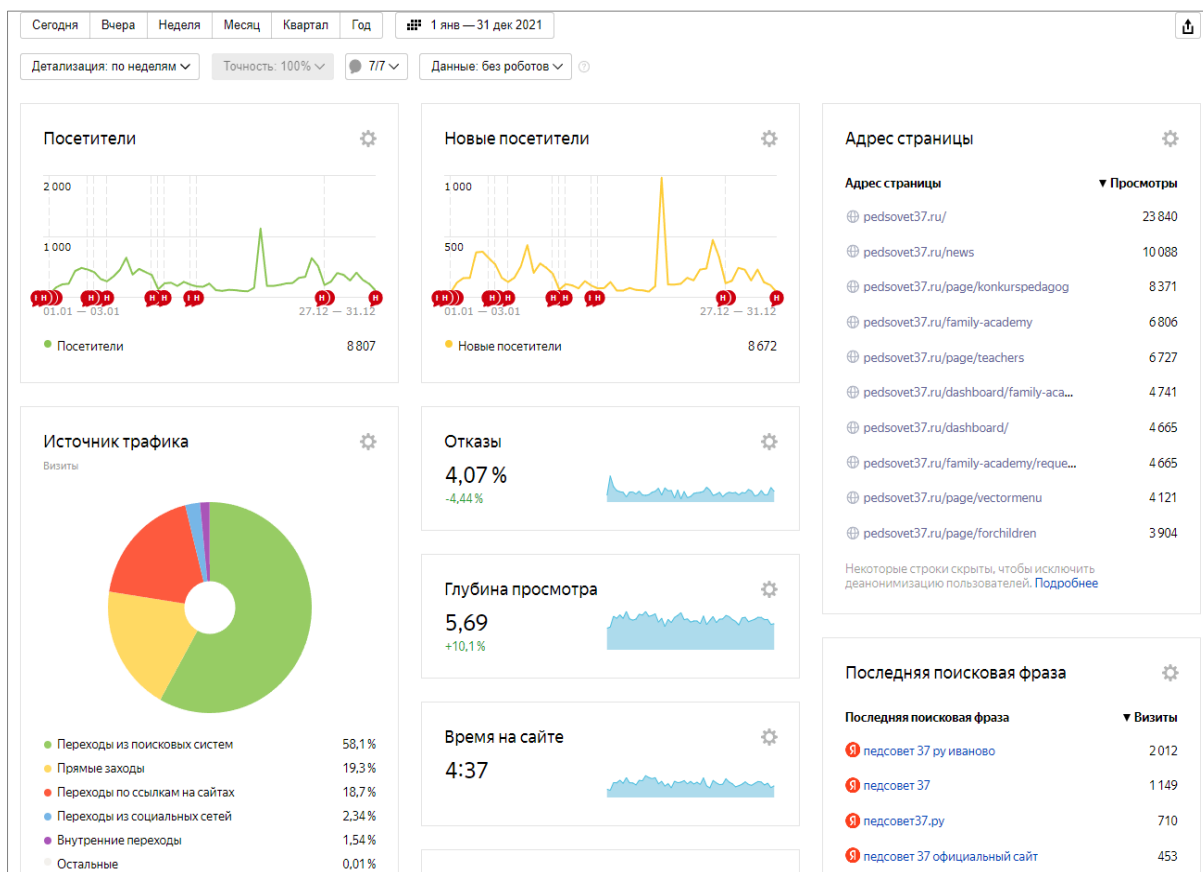 Сегодня Вчера Неделя Месяц Квартал Год 1 янв — 31 дек 2021
Детализация: по неделям Точность: 100% 7/7 Данные: без роботов ?
Посетители
2 000
1 000
Н Н Н Н Н Н Н Н
01.01 — 03.01 27.12 — 31.12
Посетители 8 807
Новые посетители
1 000
500
Н Н Н Н Н Н Н Н
01.01 — 03.01 27.12 — 31.12
Новые посетители 8 672
Адрес страницы
Адрес страницы ▼ Просмотры
pedsovet37.ru/ 23 840
pedsovet37.ru/news 10 088
pedsovet37.ru/page/konkurspedagog 8 371
pedsovet37.ru/family-academy 6 806
pedsovet37.ru/page/teachers 6 727
pedsovet37.ru/dashboard/family-aca... 4 741
pedsovet37.ru/dashboard/ 4 665
pedsovet37.ru/family-academy/reque... 4 665
pedsovet37.ru/page/vectormenu 4 121
pedsovet37.ru/page/forchildren 3 904
Некоторые строки скрыты, чтобы исключить
деанонимизацию пользователей. Подробнее
Источник трафика
Визиты
Переходы из поисковых систем 58,1 %
Прямые заходы 19,3 %
Переходы по ссылкам на сайтах 18,7 %
Переходы из социальных сетей 2,34 %
Внутренние переходы 1,54 %
Остальные 0,01 %
Отказы
4,07 %
-4,44 %
Глубина просмотра
5,69
+10,1 %
Время на сайте
4:37
Последняя поисковая фраза
Последняя поисковая фраза ▼ Визиты
Я педсовет 37 ру иваново 2 012
Я педсовет 37 1 149
Я педсовет37.ру 710
Я педсовет 37 официальный сайт 453